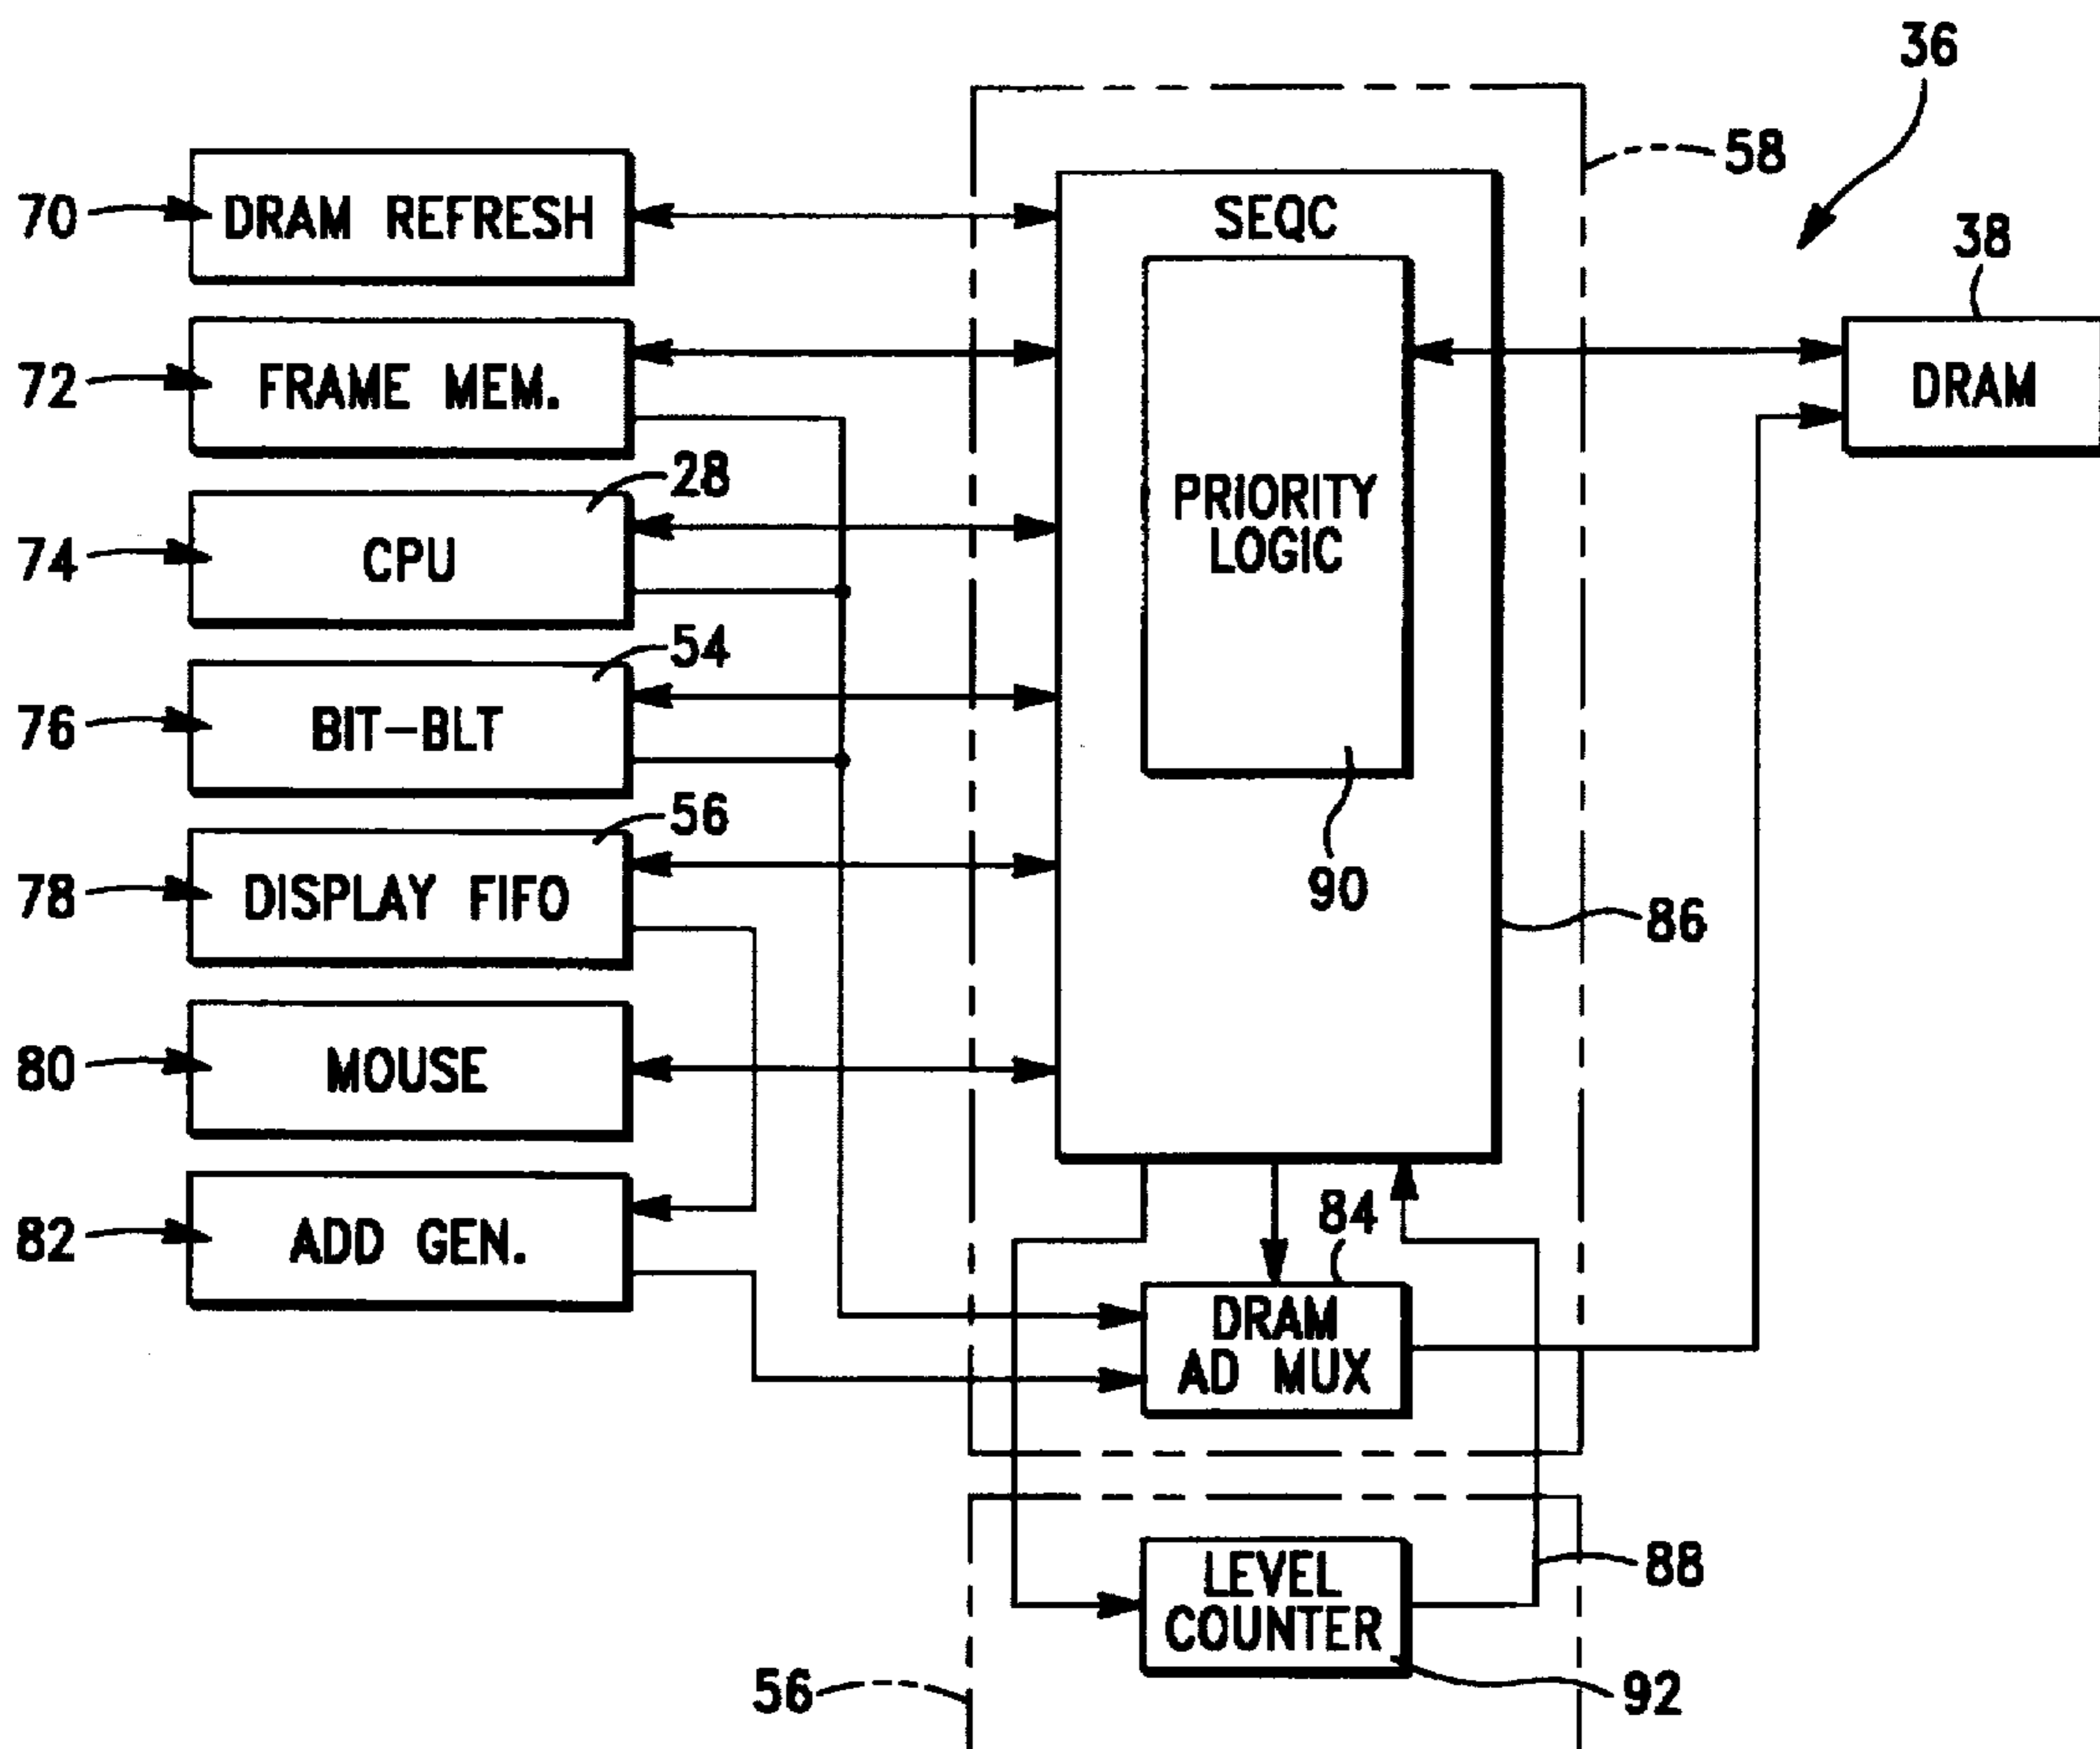 36
58
70 DRAM REFRESH
SEQC
38
72 FRAME MEM.
DRAM
28
PRIORITY
LOGIC
74 CPU
54
76 BIT-BLT
56
90
78 DISPLAY FIFO
86
80 MOUSE
84
82 ADD GEN.
DRAM
AD MUX
88
LEVEL
COUNTER
56
92